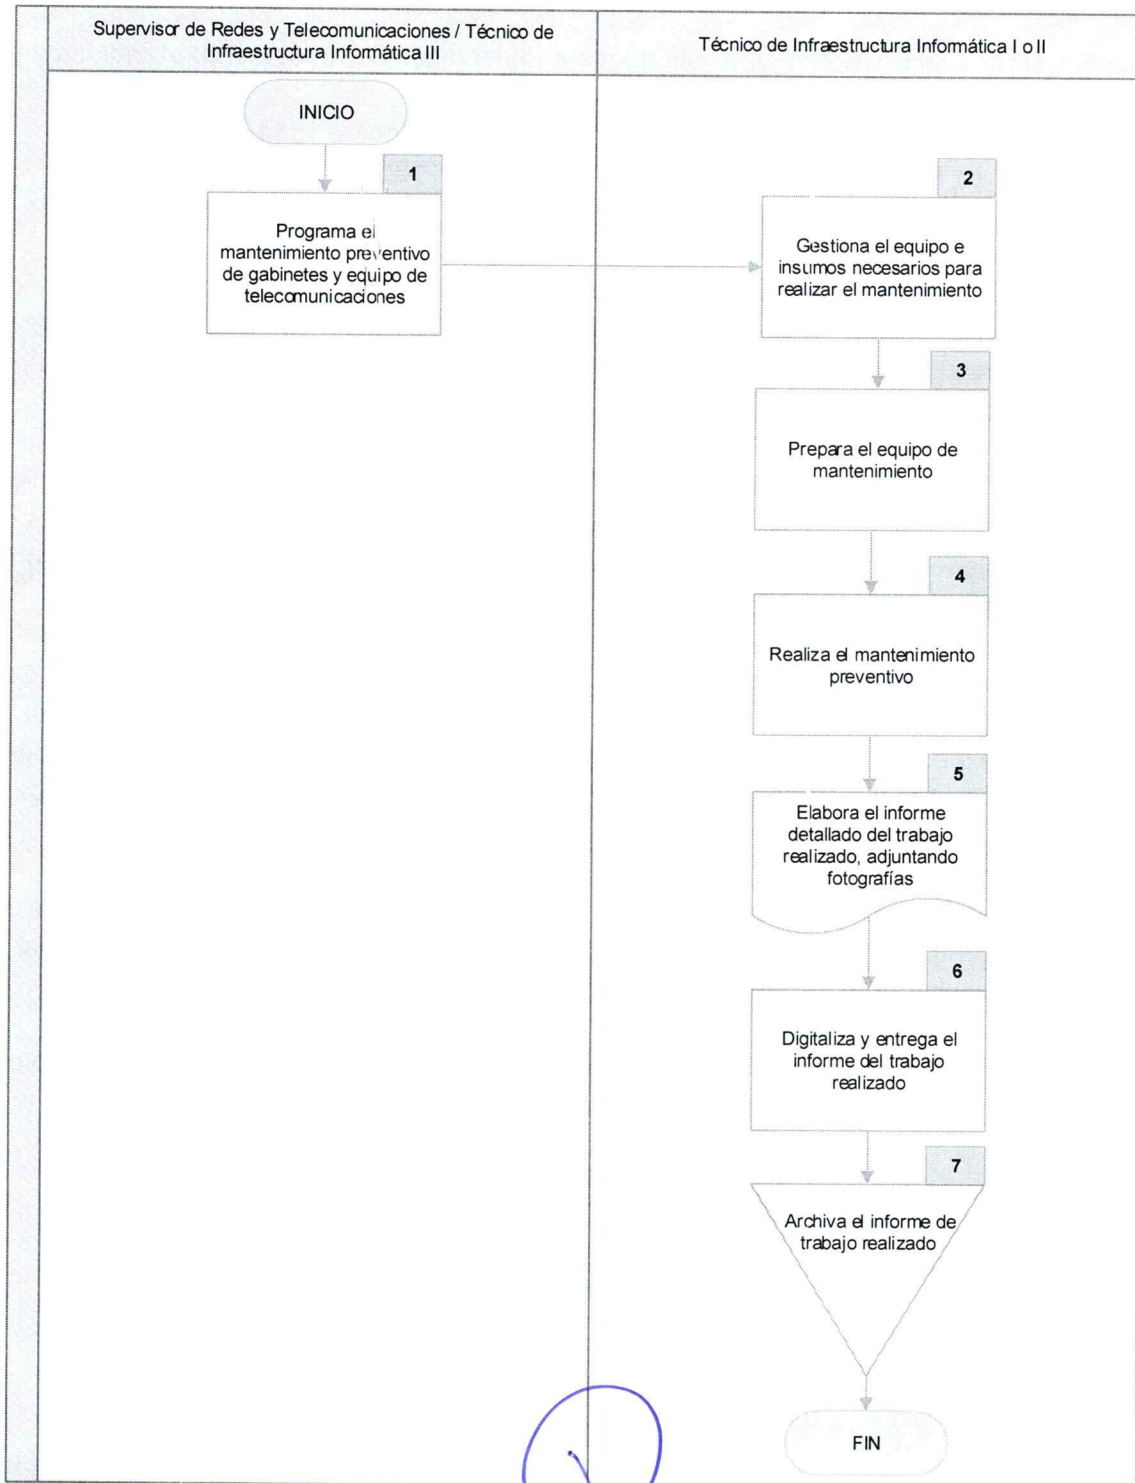 Supervisor de Redes y Telecomunicaciones / Técnico de
Infraestructura Informática III
Técnico de Infraestructura Informática I o II
INICIO
1
Programa el
mantenimiento preventivo
de gabinetes y equipo de
telecomunicaciones
2
Gestiona el equipo e
insumos necesarios para
realizar el mantenimiento
3
Prepara el equipo de
mantenimiento
4
Realiza el mantenimiento
preventivo
5
Elabora el informe
detallado del trabajo
realizado, adjuntando
fotografías
6
Digitaliza y entrega el
informe del trabajo
realizado
7
Archiva el informe de
trabajo realizado
FIN